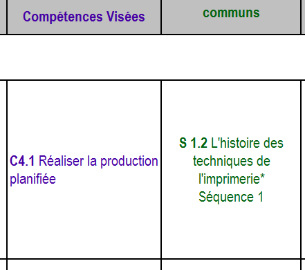 Compétences Visées
communs
C4.1 Réaliser la production
planifiée
S 1.2 L'histoire des
techniques de
l'imprimerie*
Séquence 1